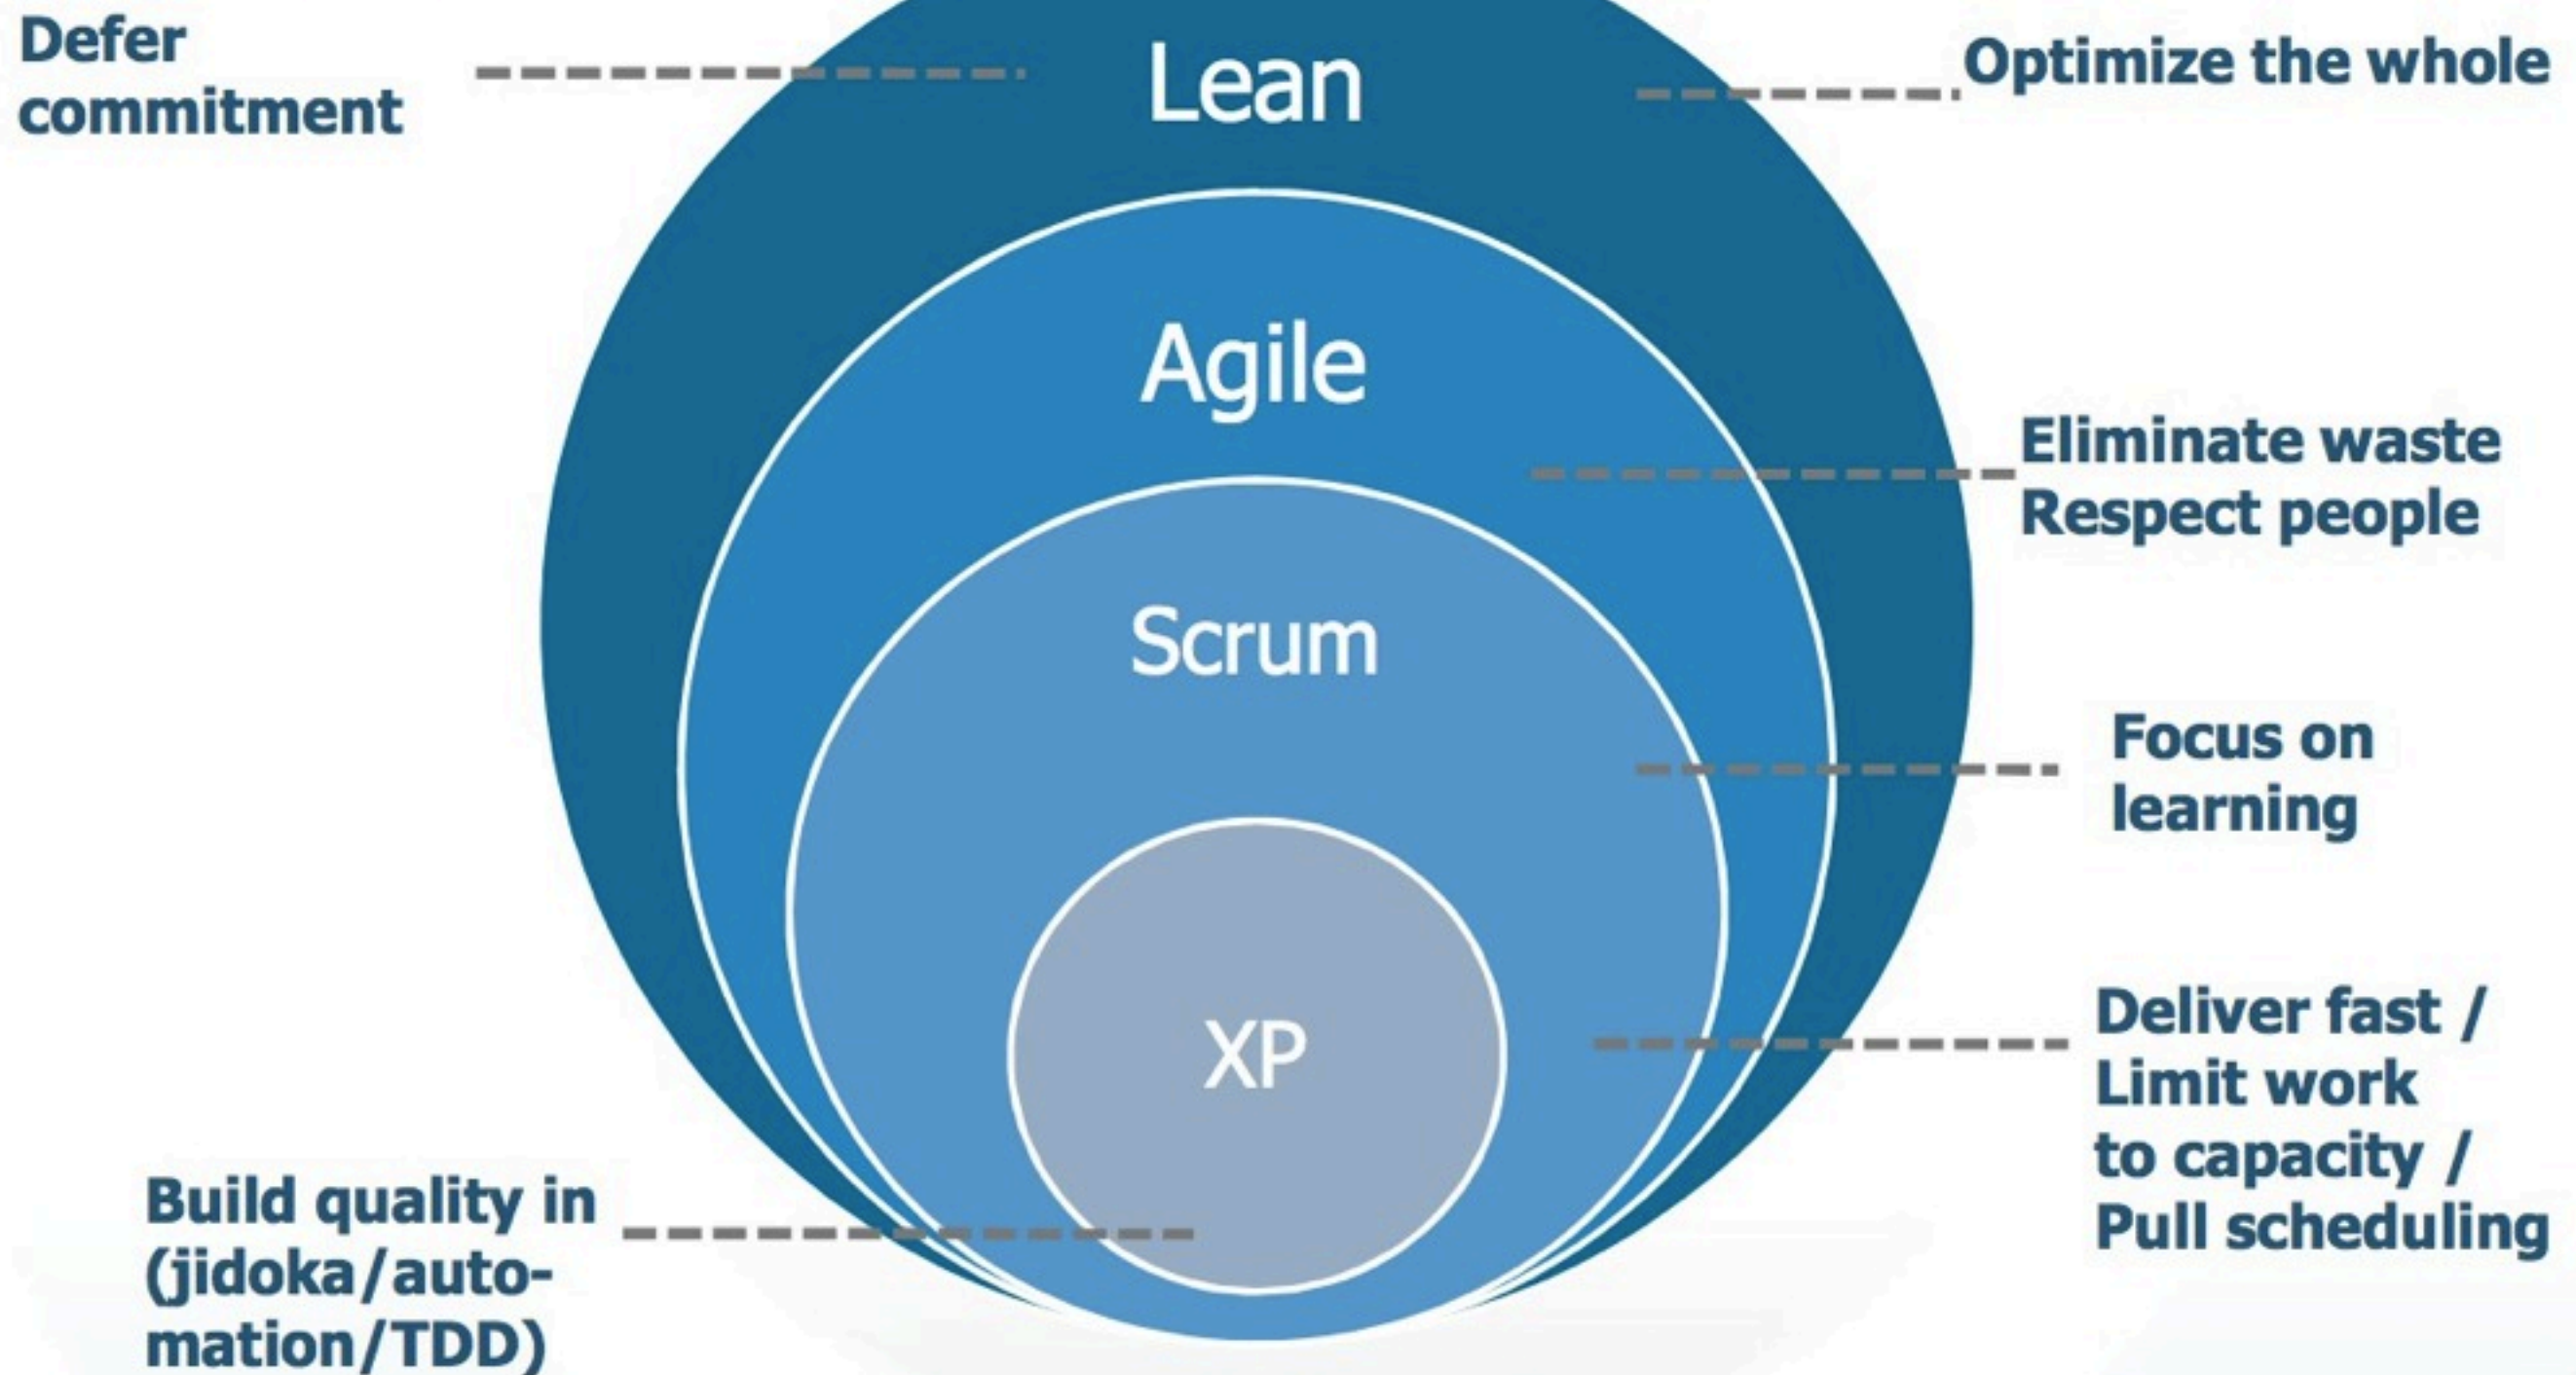 Defer
commitment
Lean
Optimize the whole
Agile
Eliminate waste
Respect people
Scrum
Focus on
learning
XP
Deliver fast /
Limit work
to capacity /
Pull scheduling
Build quality in
(jidoka/auto-
mation/TDD)